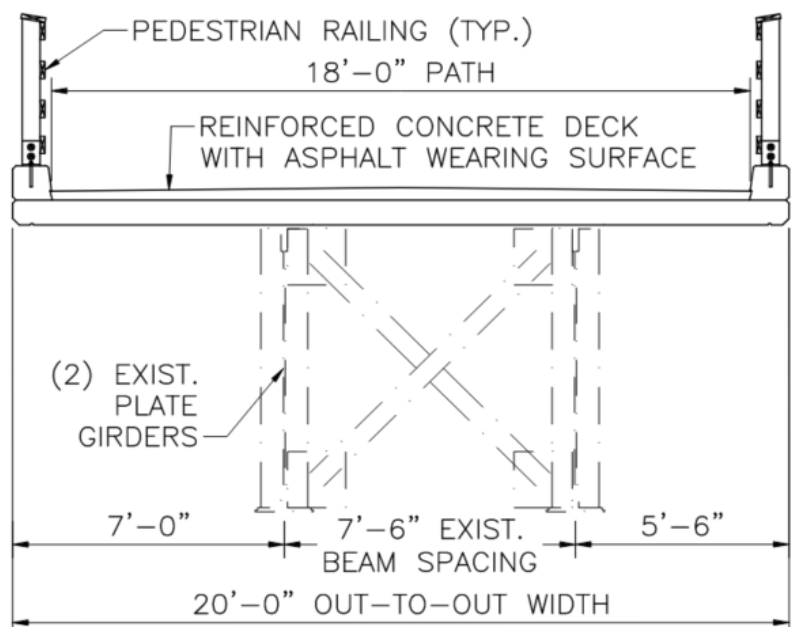 PEDESTRIAN RAILING (TYP.)
18'-0" PATH
REINFORCED CONCRETE DECK
WITH ASPHALT WEARING SURFACE
(2) EXIST.
PLATE
GIRDERS
7'-0"
7'-6" EXIST.
BEAM SPACING
5'-6"
20'-0" OUT-TO-OUT WIDTH